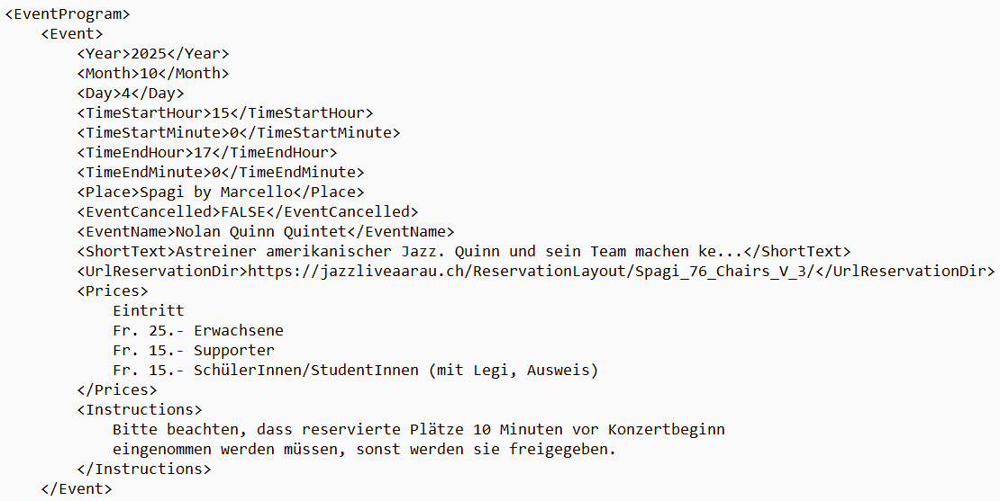 <EventProgram>
<Event>
<Year>2025</Year>
<Month>10</Month>
<Day>4</Day>
<TimeStartHour>15</TimeStartHour>
<TimeStartMinute>0</TimeStartMinute>
<TimeEndHour>17</TimeEndHour>
<TimeEndMinute>0</TimeEndMinute>
<Place>Spagi by Marcello</Place>
<EventCancelled>FALSE</EventCancelled>
<EventName>Nolan Quinn Quintet</EventName>
<ShortText>Astreiner amerikanischer Jazz. Quinn und sein Team machen ke...</ShortText>
<UrlReservationDir>https://jazzliveaarau.ch/ReservationLayout/Spagi_76_Chairs_V_3/</UrlReservationDir>
<Prices>
Eintritt
Fr. 25.- Erwachsene
Fr. 15.- Supporter
Fr. 15.- SchülerInnen/StudentInnen (mit Legi, Ausweis)
</Prices>
<Instructions>
Bitte beachten, dass reservierte Plätze 10 Minuten vor Konzertbeginn
eingenommen werden müssen, sonst werden sie freigegeben.
</Instructions>
</Event>